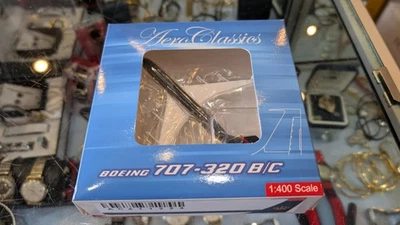 AeroClassics
BOEING 707-320 B/C
1:400 Scale